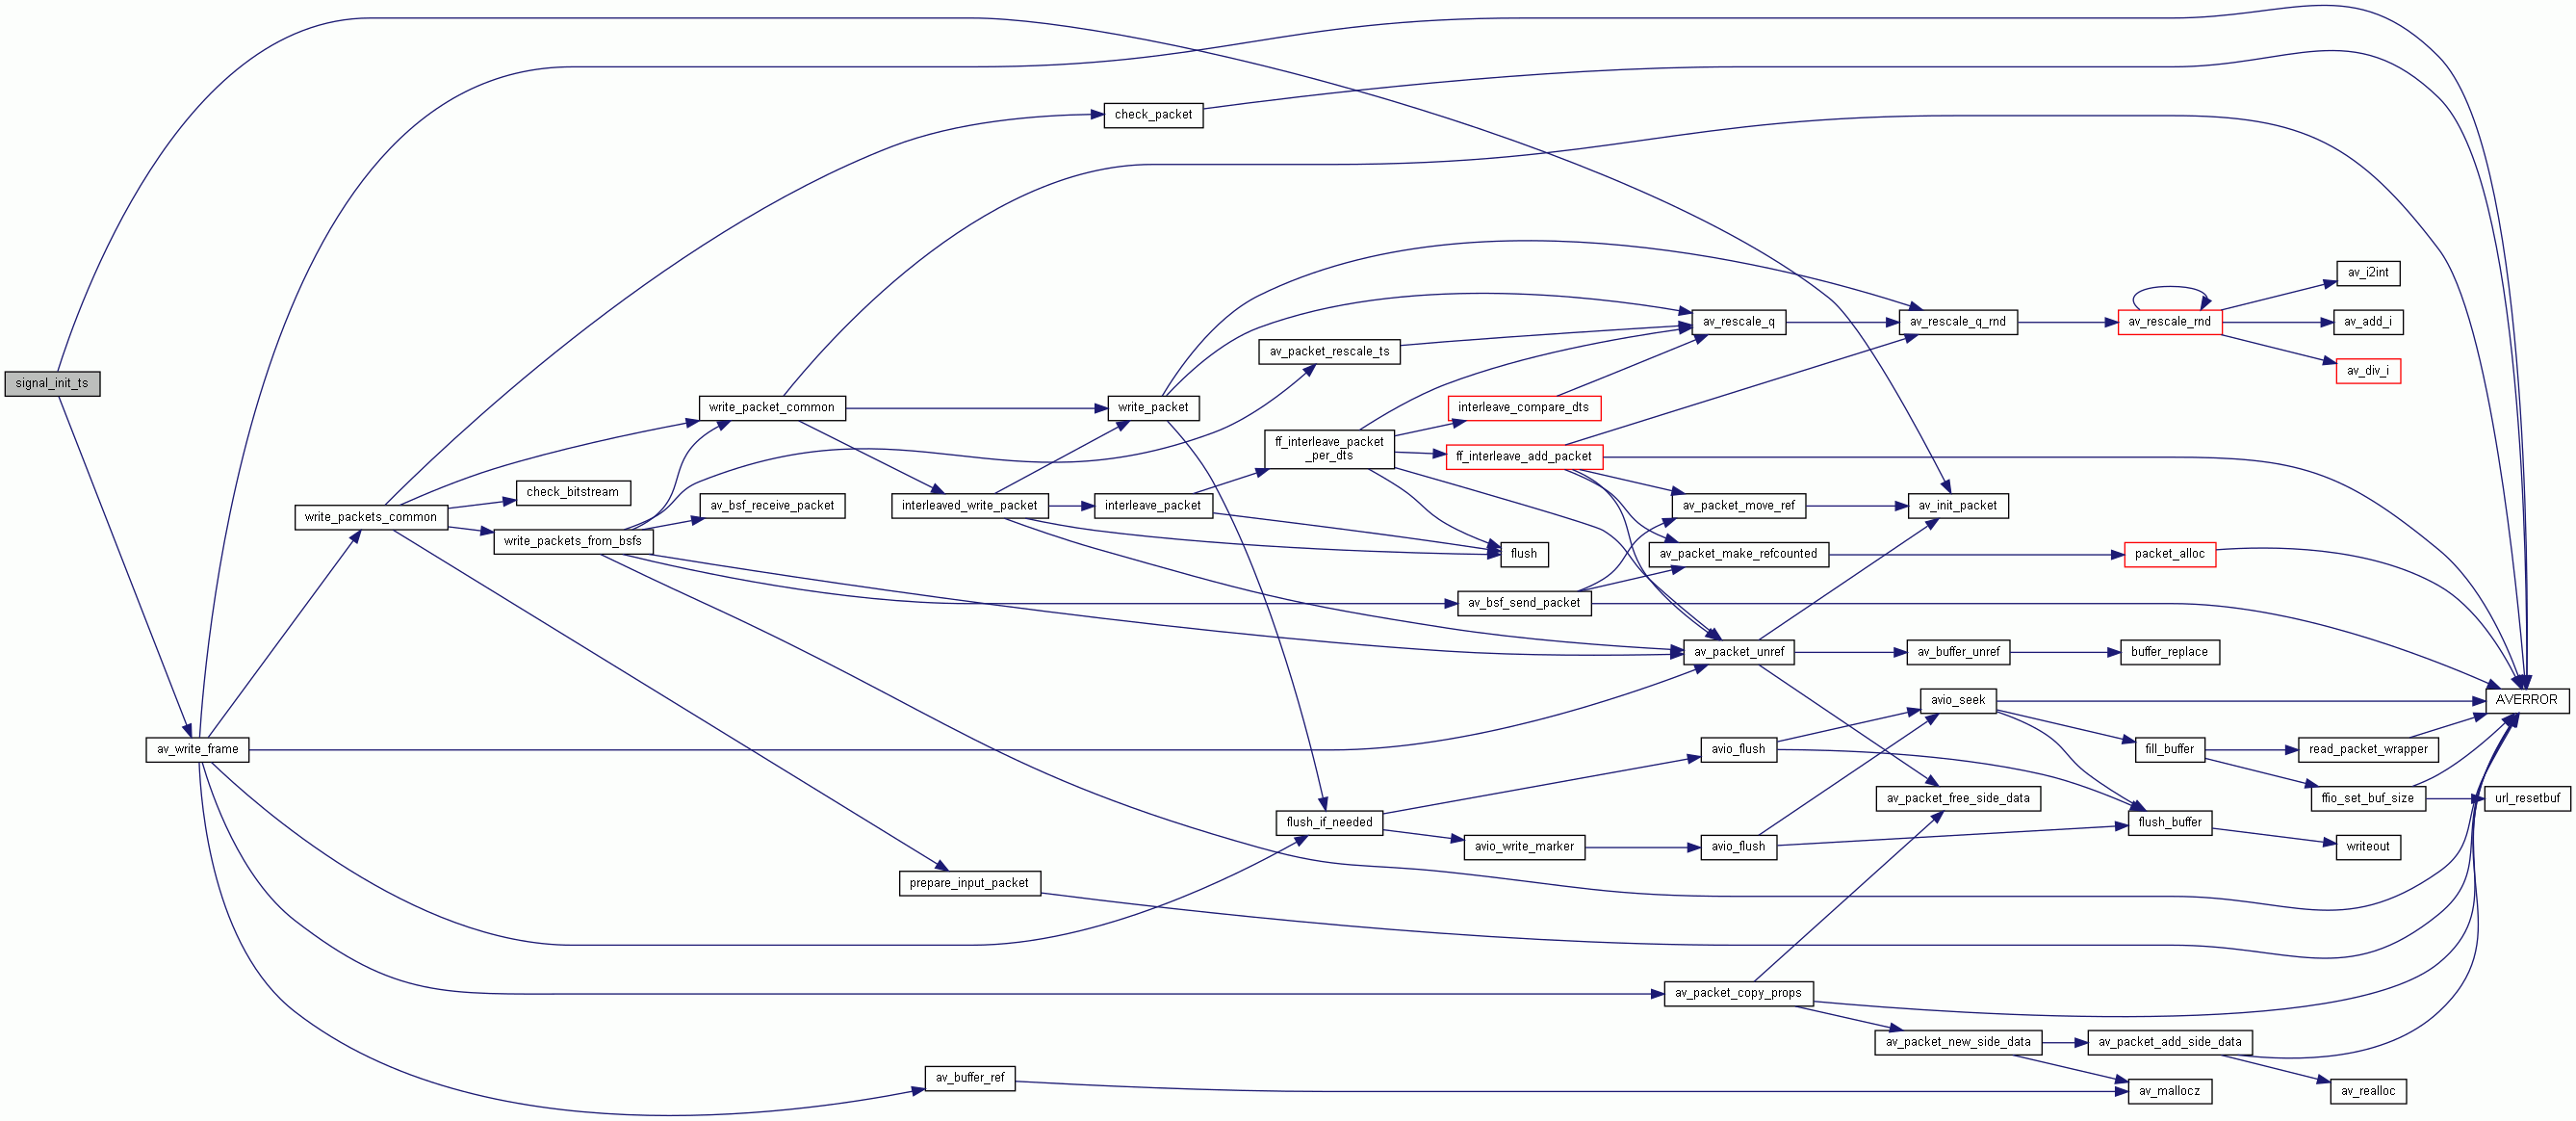 check_packet
av_i2int
av_rescale_q
av_rescale_q_rnd
av_rescale_rnd
av_add_i
av_packet_rescale_ts
av_div_i
signal_init_ts
write_packet_common
write_packet
interleave_compare_dts
ff_interleave_packet
_per_dts
ff_interleave_add_packet
check_bitstream
av_bsf_receive_packet
interleaved_write_packet
interleave_packet
av_packet_move_ref
av_init_packet
write_packets_common
write_packets_from_bsfs
flush
av_packet_make_refcounted
packet_alloc
av_bsf_send_packet
av_packet_unref
av_buffer_unref
buffer_replace
avio_seek
AVERROR
av_write_frame
avio_flush
fill_buffer
read_packet_wrapper
av_packet_free_side_data
ffio_set_buf_size
url_resetbuf
flush_if_needed
flush_buffer
avio_write_marker
avio_flush
writeout
prepare_input_packet
av_packet_copy_props
av_packet_new_side_data
av_packet_add_side_data
av_buffer_ref
av_mallocz
av_realloc